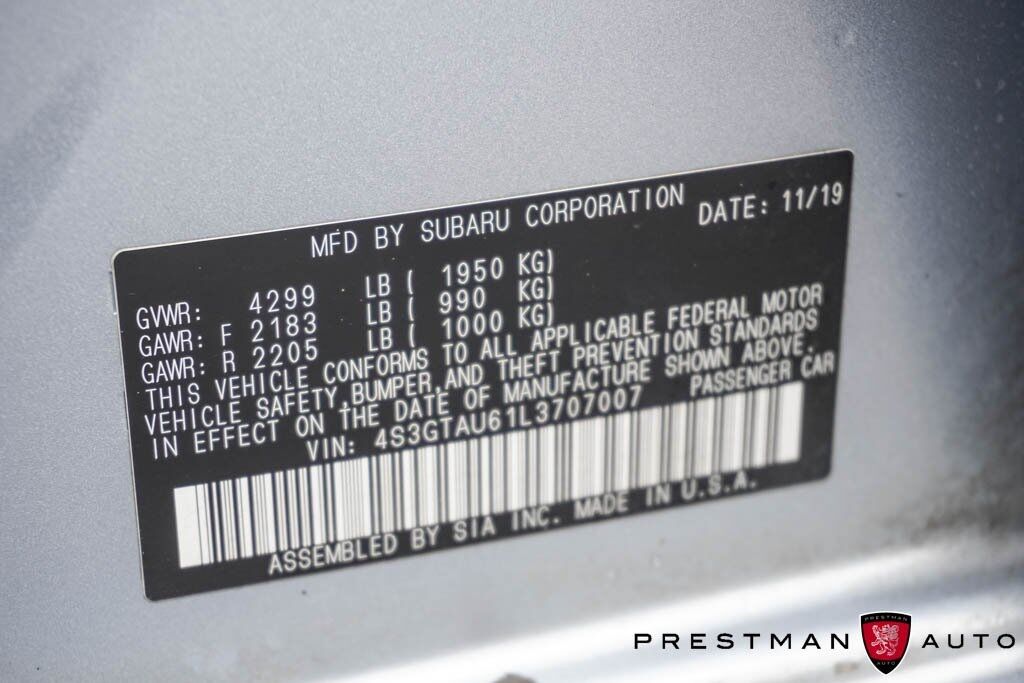 MFD BY SUBARU CORPORATION DATE: 11/19
GVWR: 4299 LB ( 1950 KG)
GAWR: F 2183 LB ( 990 KG)
GAWR: R 2205 LB ( 1000 KG)
THIS VEHICLE CONFORMS TO ALL APPLICABLE FEDERAL MOTOR
VEHICLE SAFETY,BUMPER,AND THEFT PREVENTION STANDARDS
IN EFFECT ON THE DATE OF MANUFACTURE SHOWN ABOVE.
VIN: 4S3GTAU61L3707007 PASSENGER CAR
ASSEMBLED BY SIA INC. MADE IN U.S.A.
PRESTMAN AUTO
PRESTMAN
AUTO